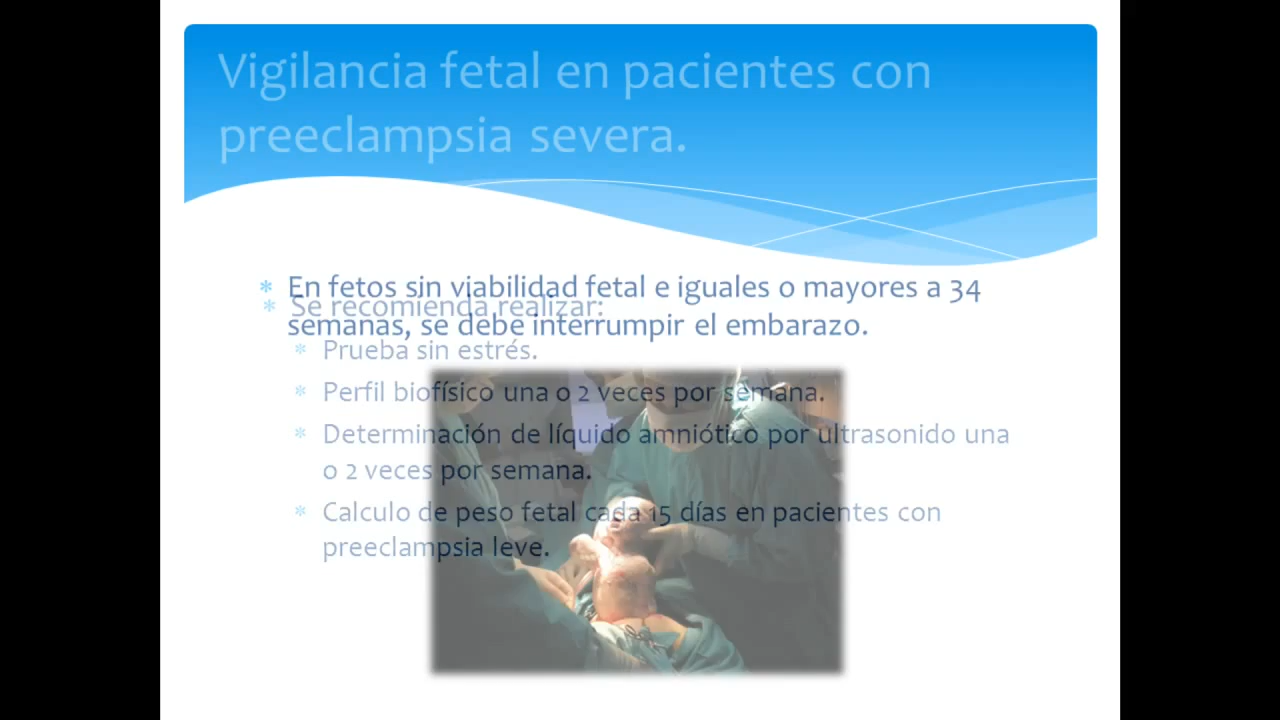 Vigilancia fetal en pacientes con
preeclampsia severa.
* En fetos sin viabilidad fetal e iguales o mayores a 34
semanas, se debe interrumpir el embarazo.
* Se recomienda realizar:
* Prueba sin estrés.
* Perfil biofísico una o 2 veces por semana.
* Determinación de líquido amniótico por ultrasonido una
o 2 veces por semana.
* Calculo de peso fetal cada 15 días en pacientes con
preeclampsia leve.